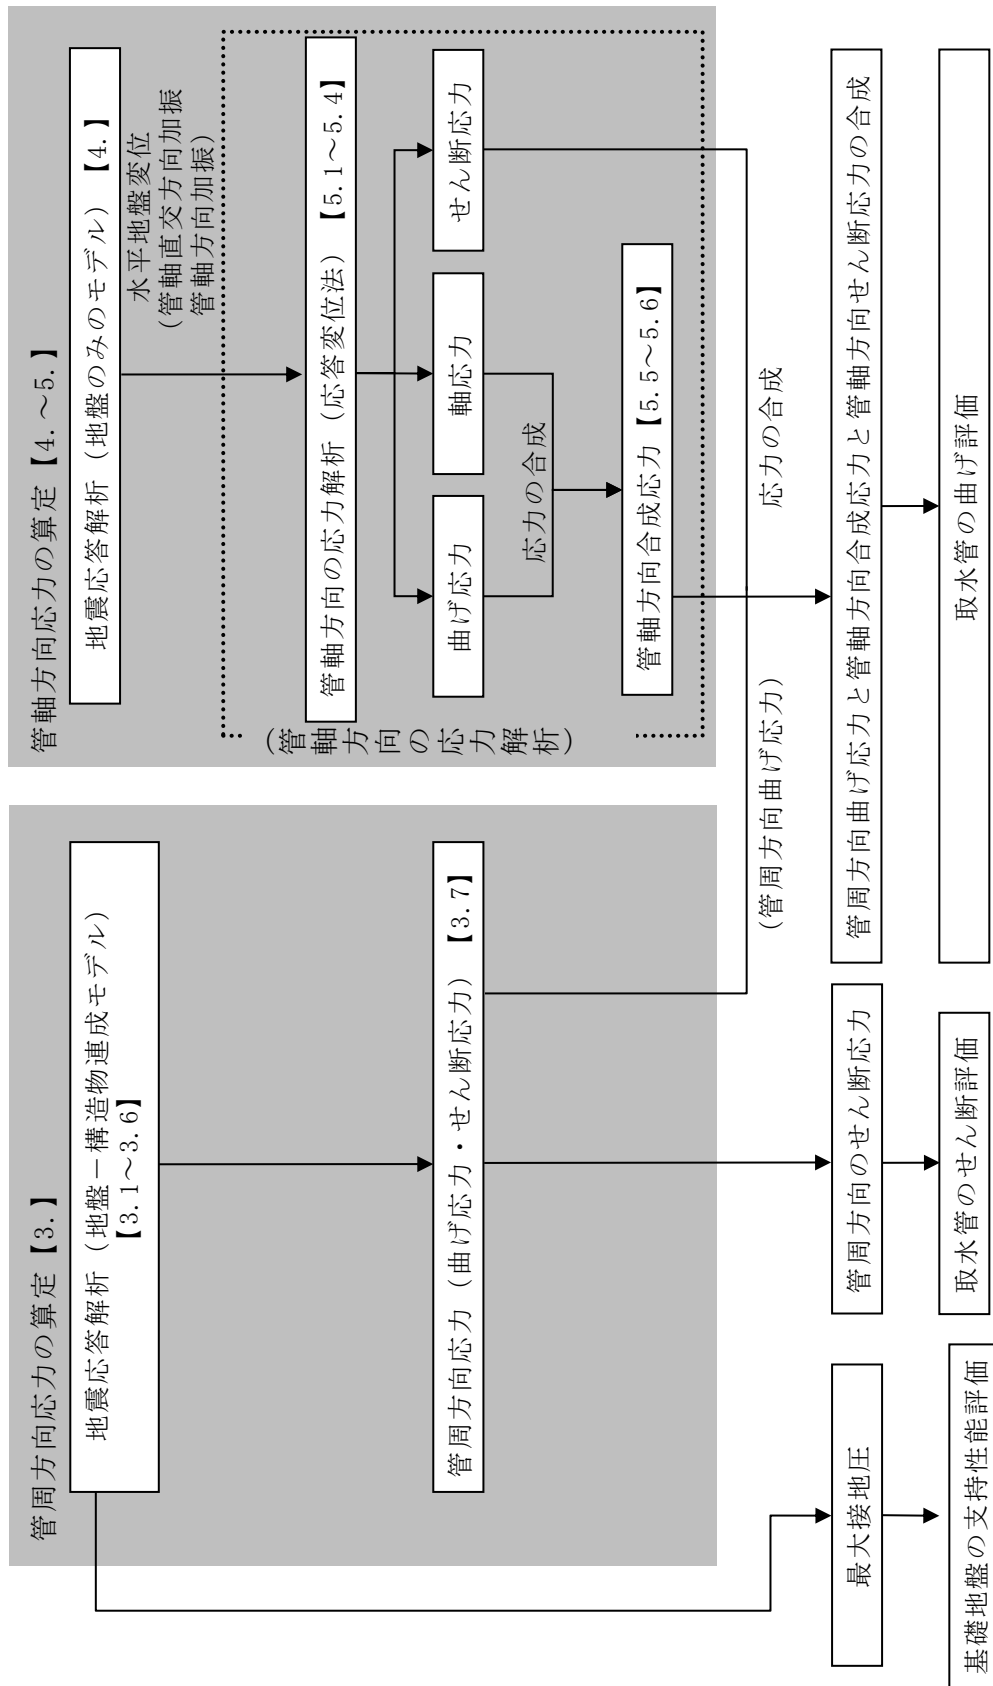 管周方向応力の算定【3.】
地震応答解析（地盤－構造物連成モデル）
【3.1～3.6】
管周方向応力（曲げ応力・せん断応力）【3.7】
最大接地圧
基礎地盤の支持性能評価
管周方向のせん断応力
取水管のせん断評価
管軸方向応力の算定【4.～5.】
地震応答解析（地盤のみのモデル）【4.】
水平地盤変位
（管軸直交方向加振
管軸方向加振）
（管軸方向の応力解析）
管軸方向の応力解析（応答変位法）【5.1～5.4】
曲げ応力
軸応力
せん断応力
応力の合成
管軸方向合成応力【5.5～5.6】
（管周方向曲げ応力）
応力の合成
管周方向曲げ応力と管軸方向合成応力と管軸方向せん断応力の合成
取水管の曲げ評価